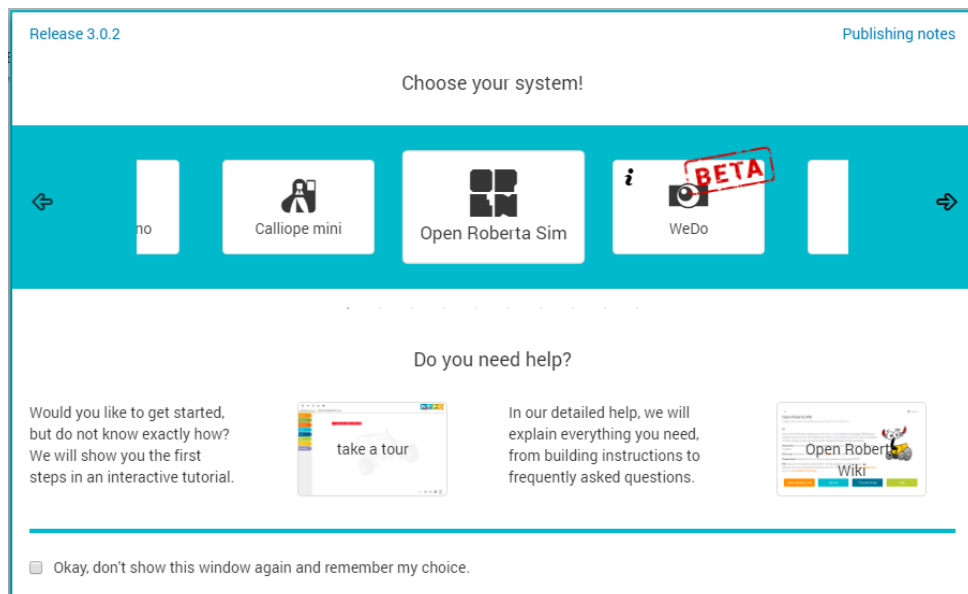 Release 3.0.2
Publishing notes
Choose your system!
no
Calliope mini
OPEN
Open Roberta Sim
i
BETA
WeDo
Do you need help?
Would you like to get started,
but do not know exactly how?
We will show you the first
steps in an interactive tutorial.
take a tour
In our detailed help, we will
explain everything you need,
from building instructions to
frequently asked questions.
Open Robert
Wiki
Okay, don't show this window again and remember my choice.